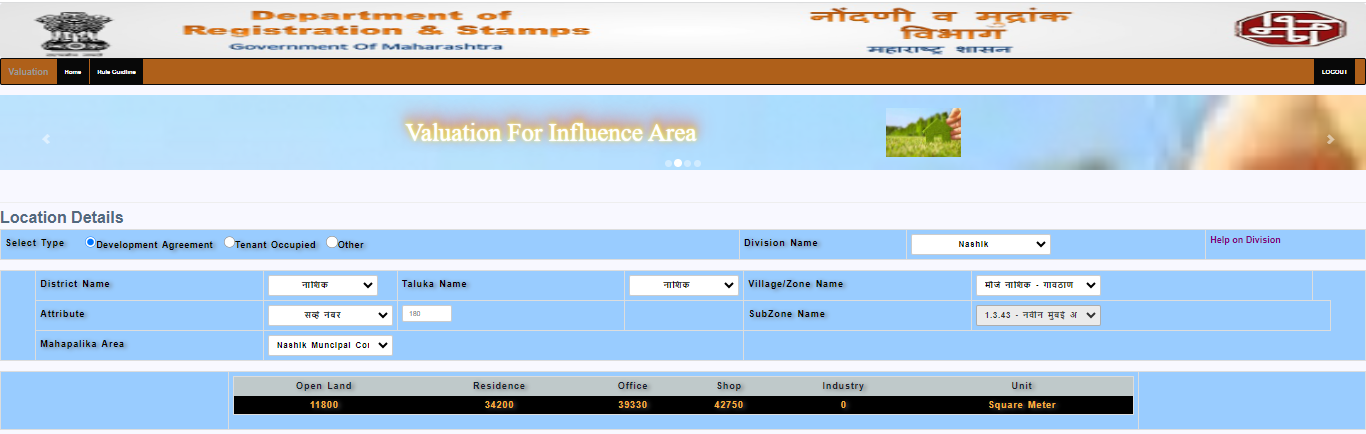 Department of
Registration & Stamps
Government Of Maharashtra
नोंदणी व मुद्रांक
विभाग
महाराष्ट्र शासन
Valuation Home Rule Guidline LOGOUT
Valuation For Influence Area
Location Details
Select Type Development Agreement Tenant Occupied Other Division Name Nashik Help on Division
District Name नाशिक Taluka Name नाशिक Village/Zone Name मौजे नाशिक - गावठाण
Attribute सर्व्हे नंबर 180 SubZone Name 1.3.43 - नवीन मुंबई अ
Mahapalika Area Nashik Muncipal Cor
Open Land Residence Office Shop Industry Unit
11800 34200 39330 42750 0 Square Meter